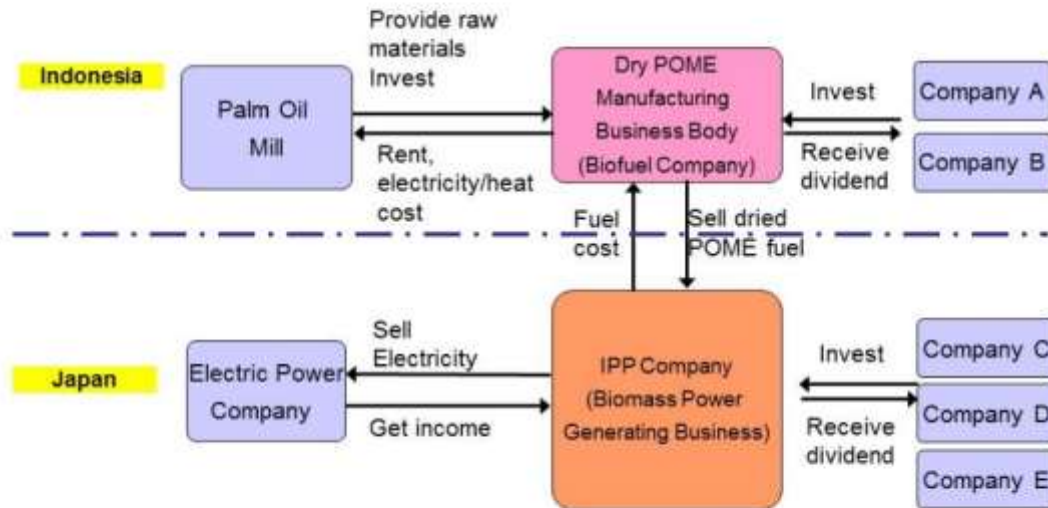 Indonesia
Palm Oil
Mill
Provide raw
materials
Invest
Rent,
electricity/heat
cost
Dry POME
Manufacturing
Business Body
(Biofuel Company)
Invest
Receive
dividend
Company A
Company B
Fuel
cost
Sell dried
POME fuel
Japan
Electric Power
Company
Sell
Electricity
Get income
IPP Company
(Biomass Power
Generating Business)
Invest
Receive
dividend
Company C
Company D
Company E